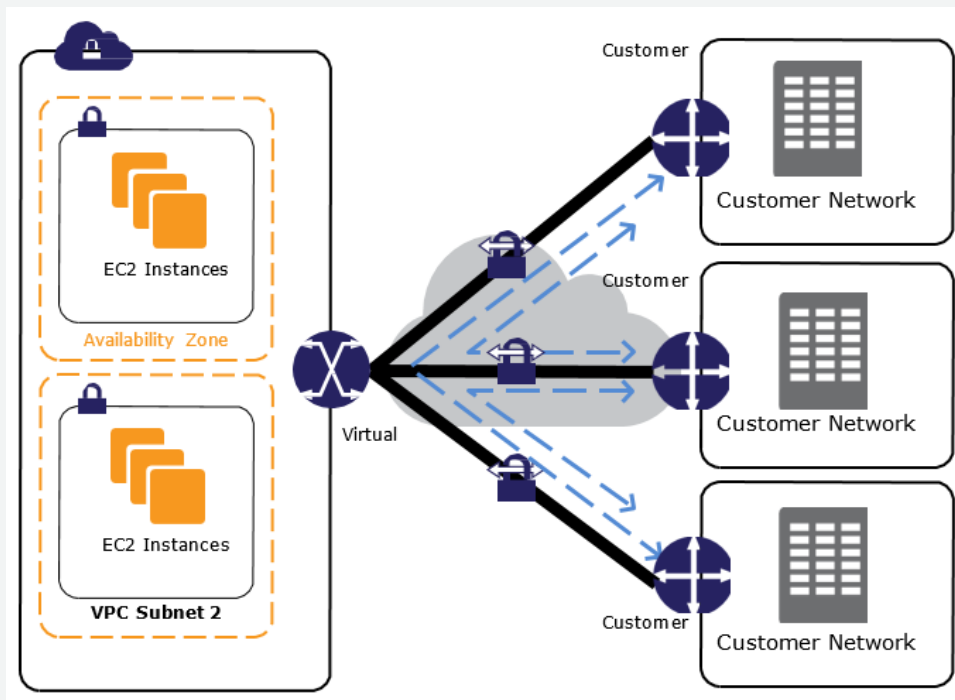 EC2 Instances
Availability Zone
EC2 Instances
VPC Subnet 2
Virtual
Customer
Customer Network
Customer
Customer Network
Customer
Customer Network